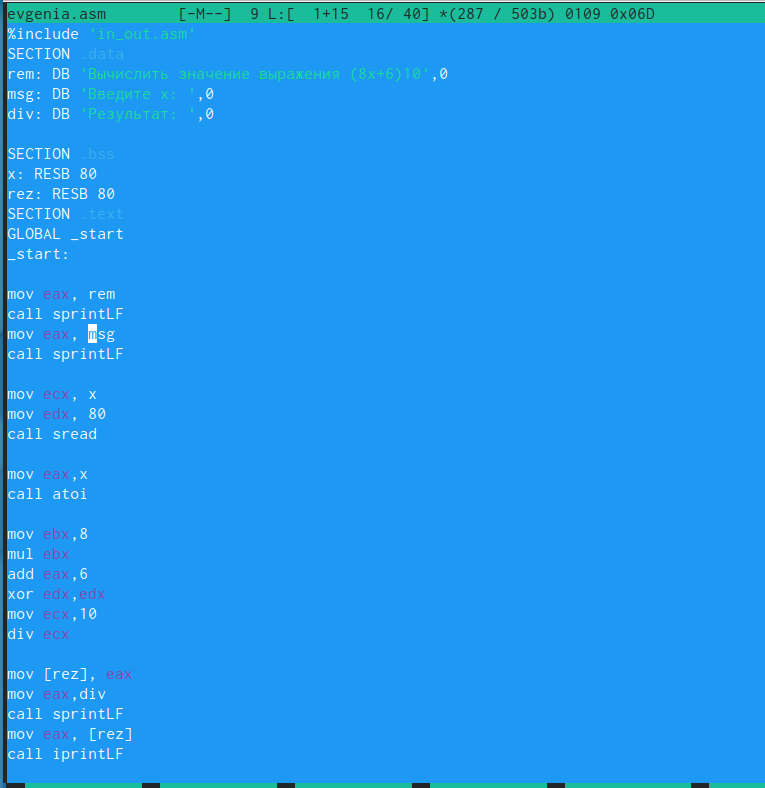 evgenia.asm [-M--] 9 L:[ 1+15 16/ 40] *(287 / 503b) 0109 0x06D
%include 'in_out.asm'
SECTION .data
rem: DB 'Вычислить значение выражения (8x+6)10',0
msg: DB 'Введите x: ',0
div: DB 'Результат: ',0
SECTION .bss
x: RESB 80
rez: RESB 80
SECTION .text
GLOBAL _start
_start:
mov eax, rem
call sprintLF
mov eax, msg
call sprintLF
mov ecx, x
mov edx, 80
call sread
mov eax,x
call atoi
mov ebx,8
mul ebx
add eax,6
xor edx,edx
mov ecx,10
div ecx
mov [rez], eax
mov eax,div
call sprintLF
mov eax, [rez]
call iprintLF